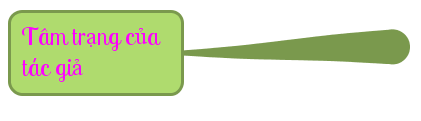 Tâm trạng của
tác giả